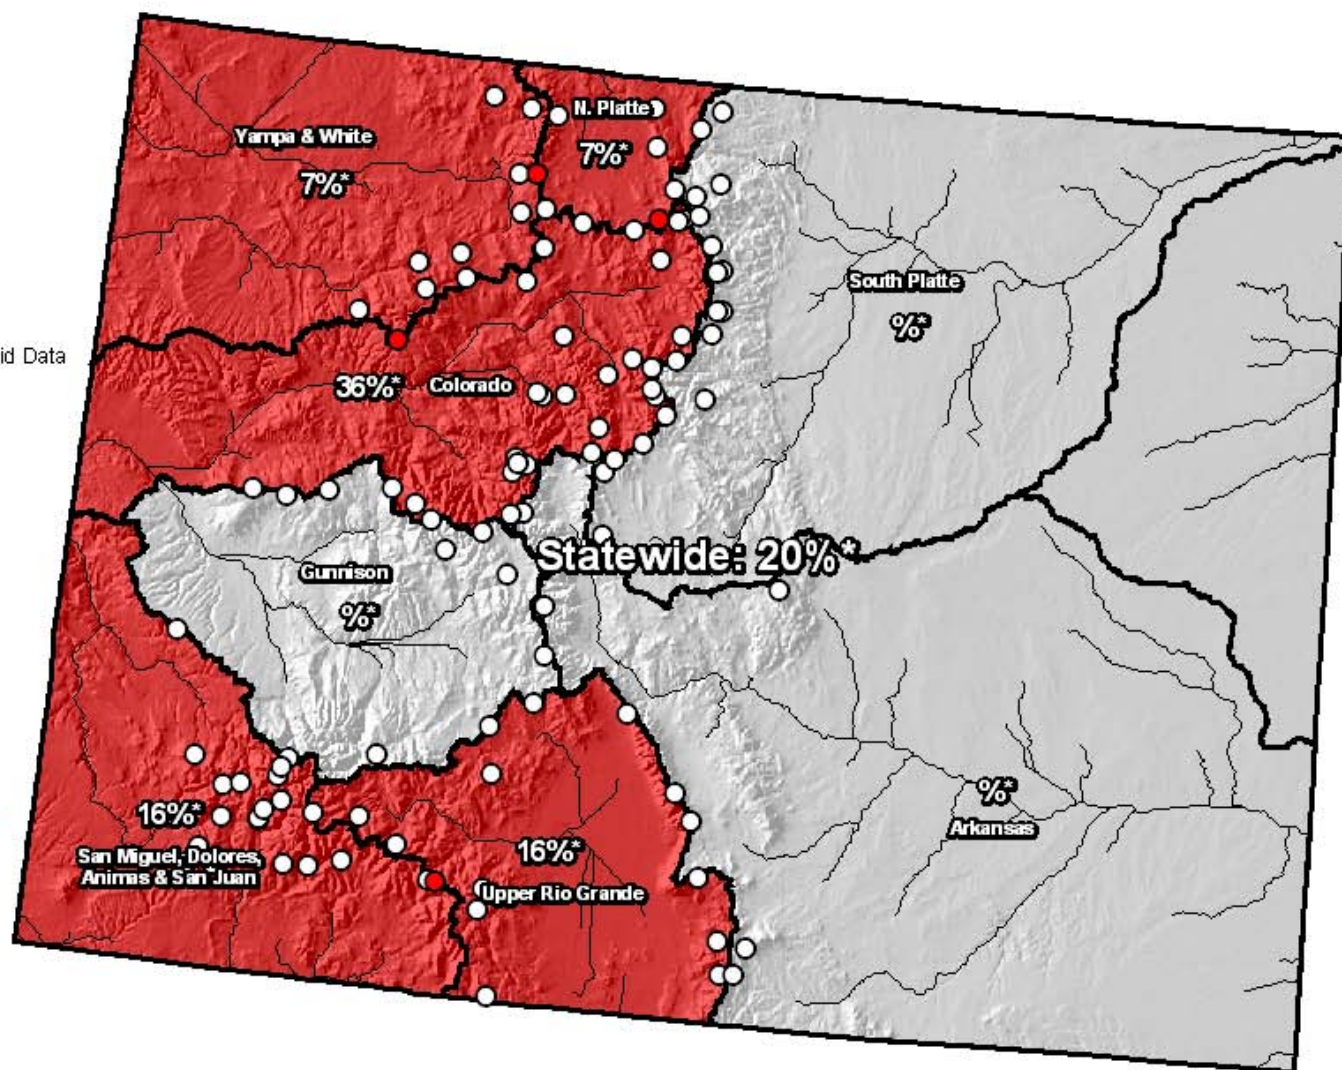 N. Platte
Yampa & White
7%*
7%*
South Platte
%*
id Data
36%*
Colorado
Statewide: 20%*
Gunnison
%*
%*
Arkansas
16%*
16%*
San Miguel, Dolores,
Animas & San Juan
Upper Rio Grande